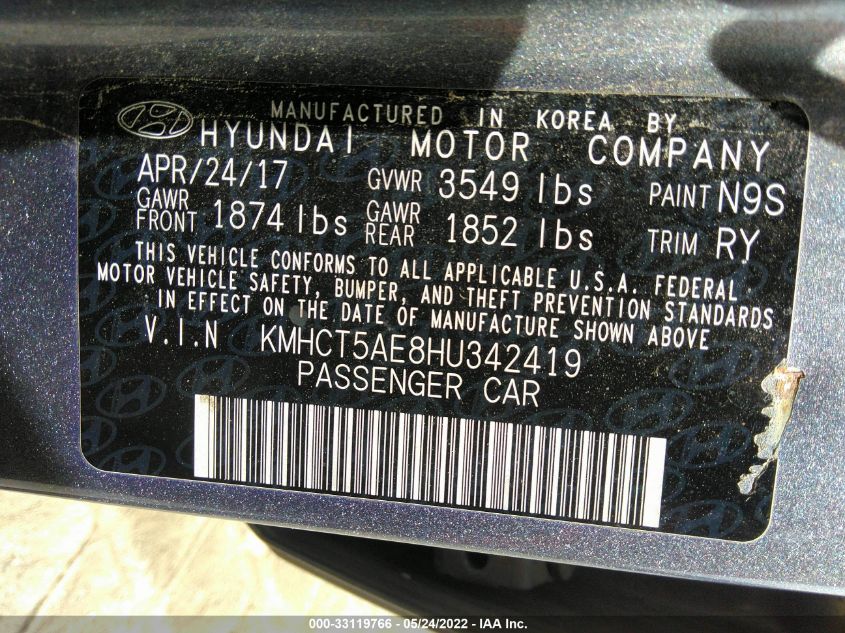 MANUFACTURED IN KOREA BY
HYUNDAI MOTOR COMPANY
APR/24/17 GVWR 3549 lbs PAINT N9S
GAWR FRONT 1874 lbs GAWR REAR 1852 lbs TRIM RY
THIS VEHICLE CONFORMS TO ALL APPLICABLE U.S.A. FEDERAL
MOTOR VEHICLE SAFETY, BUMPER, AND THEFT PREVENTION STANDARDS
IN EFFECT ON THE DATE OF MANUFACTURE SHOWN ABOVE
V.I.N KMHCT5AE8HU342419
PASSENGER CAR
000-33119766 - 05/24/2022 - IAA Inc.